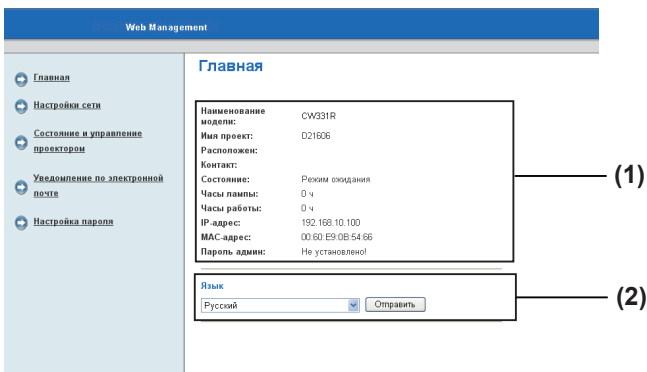 Web Management
Главная
Настройки сети
Состояние и управление
проектором
Уведомление по электронной
почте
Настройка пароля
Главная
Наименование
модели: CW331R
Имя проект: D21606
Расположен:
Контакт:
Состояние: Режим ожидания
Часы лампы: 0 ч
Часы работы: 0 ч
IP-адрес: 192.168.10.100
MAC-адрес: 00:60:E9:0B:54:66
Пароль админ: Не установлено!
(1)
Язык
Русский Отправить
(2)